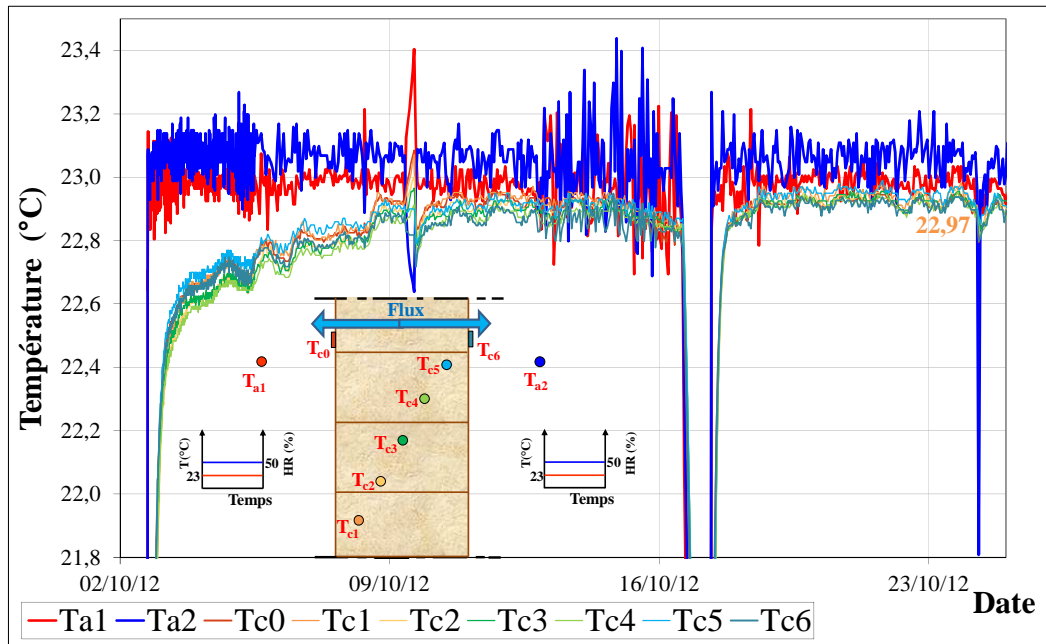 Température (°C)
23,4
23,2
23,0
22,8
22,6
22,4
22,2
22,0
21,8
22,97
Flux
Tc0
Tc6
Ta1
Tc5
Ta2
Tc4
Tc3
Tc2
Tc1
T(°C)
23
50
HR (%)
Temps
T(°C)
23
50
HR (%)
Temps
02/10/12
09/10/12
16/10/12
23/10/12
Date
Ta1 Ta2 Tc0 Tc1 Tc2 Tc3 Tc4 Tc5 Tc6